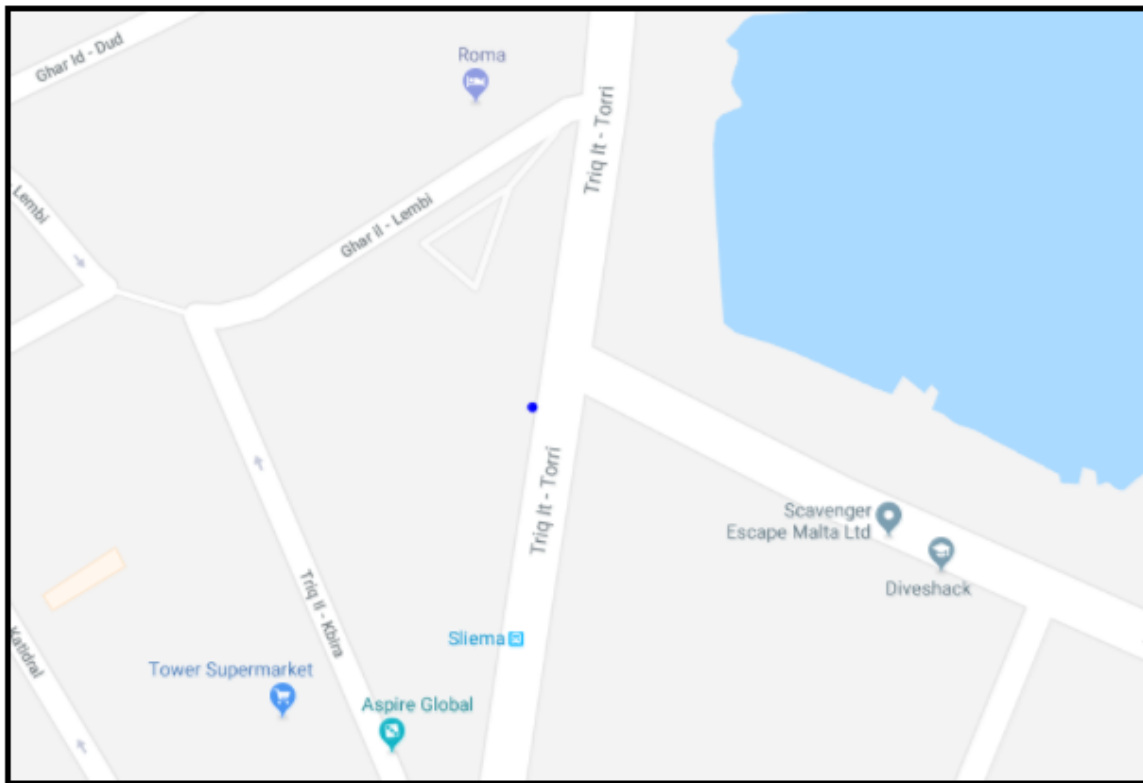 Ghar Id - Dud
Roma
Triq It - Torri
Lembi
Ghar il - Lembi
Triq It - Torri
Scavenger
Escape Malta Ltd
Diveshack
Triq Il - Kbira
Sliema
Katidral
Tower Supermarket
Aspire Global